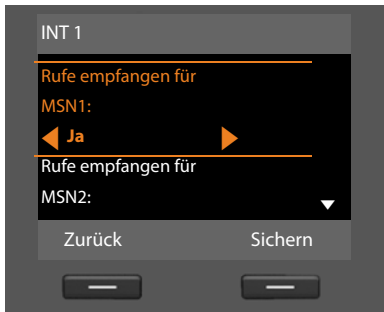 INT 1
Rufe empfangen für
MSN1:
Ja
Rufe empfangen für
MSN2:
Zurück Sichern